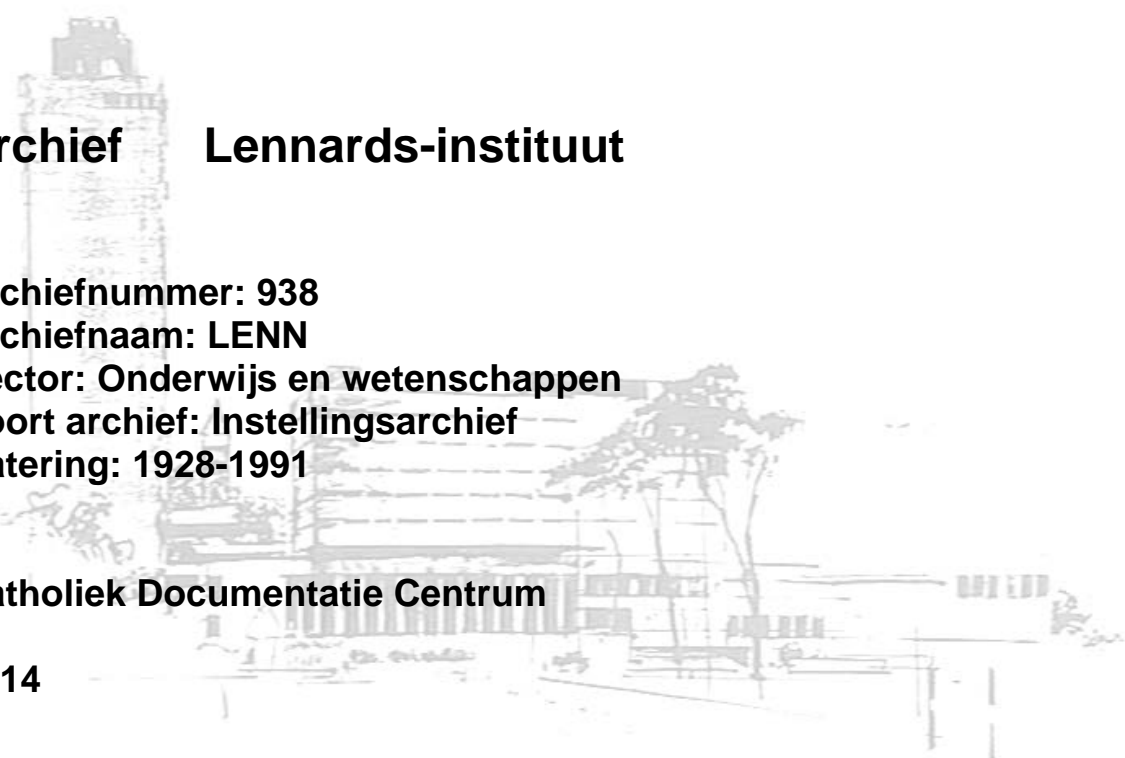 rchief Lennards-instituut
chiefnummer: 938
chiefnaam: LENN
ector: Onderwijs en wetenschappen
oort archief: Instellingsarchief
atering: 1928-1991
atholiek Documentatie Centrum
14